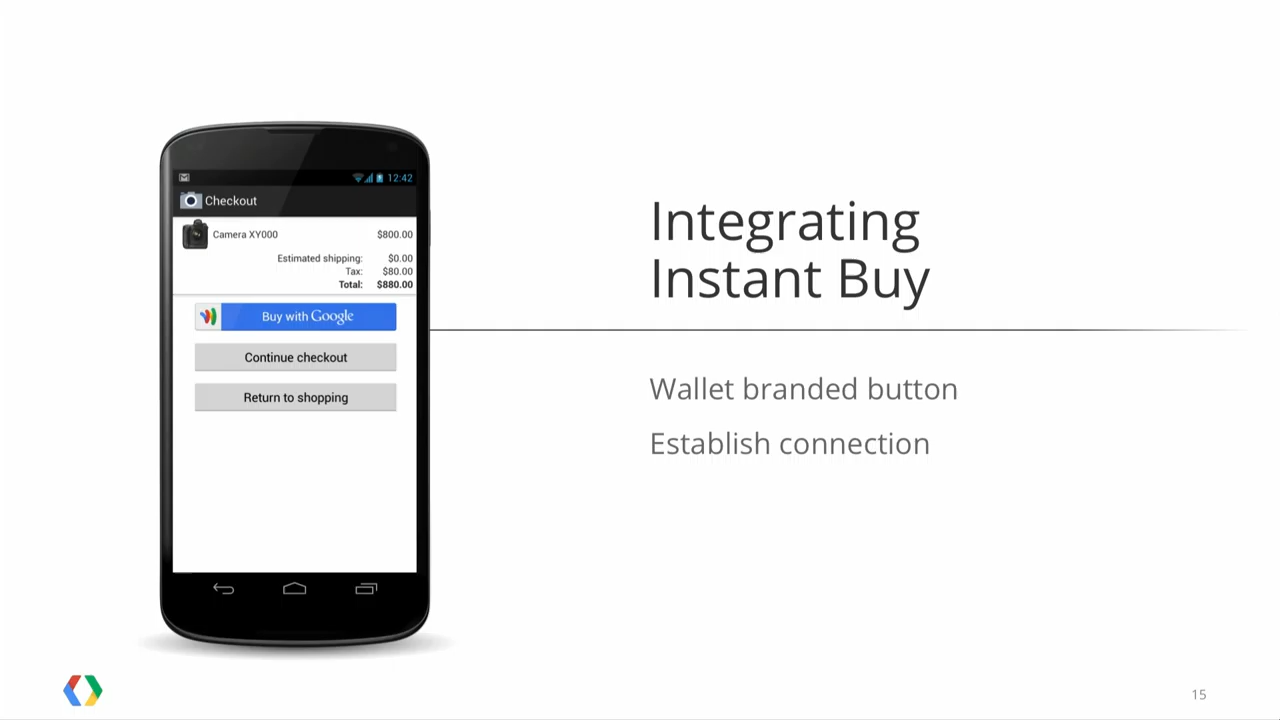 12:42
Checkout
Camera XY000 $800.00
Estimated shipping: $0.00
Tax: $80.00
Total: $880.00
Buy with Google
Continue checkout
Return to shopping
Integrating
Instant Buy
Wallet branded button
Establish connection
15